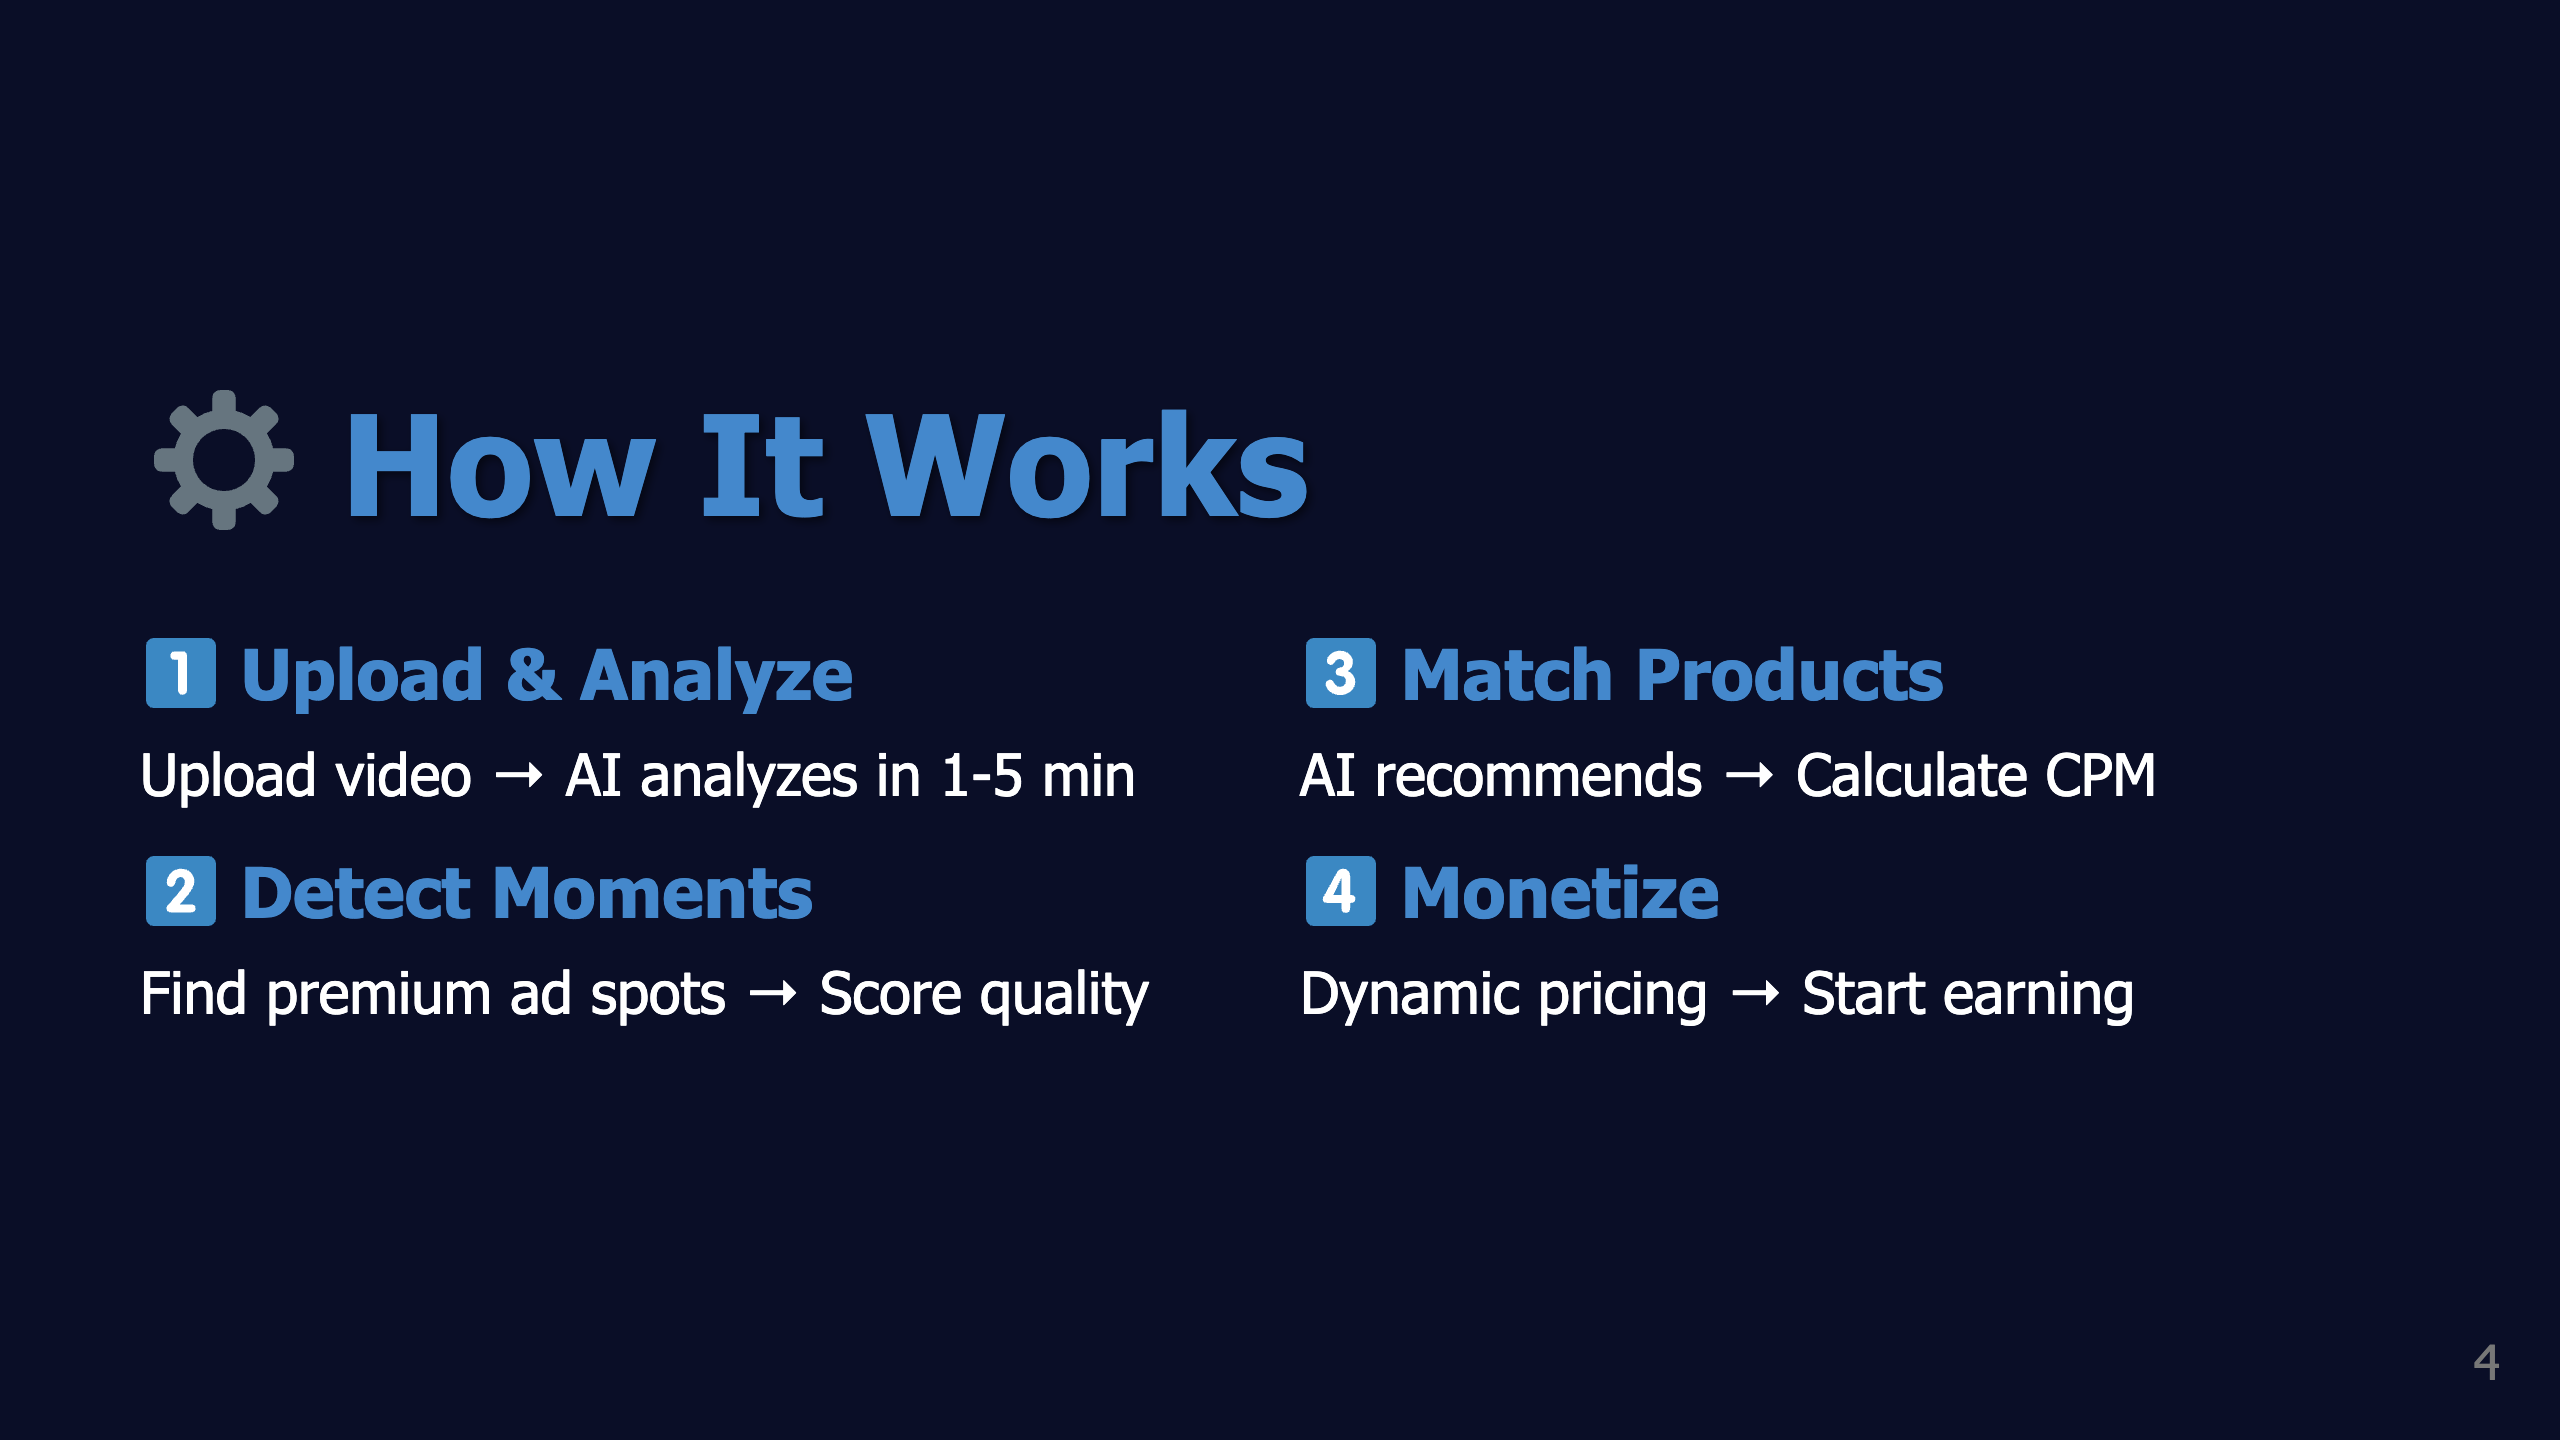 ⚙ How It Works
1 Upload & Analyze
Upload video → AI analyzes in 1-5 min
2 Detect Moments
Find premium ad spots → Score quality
3 Match Products
AI recommends → Calculate CPM
4 Monetize
Dynamic pricing → Start earning
4